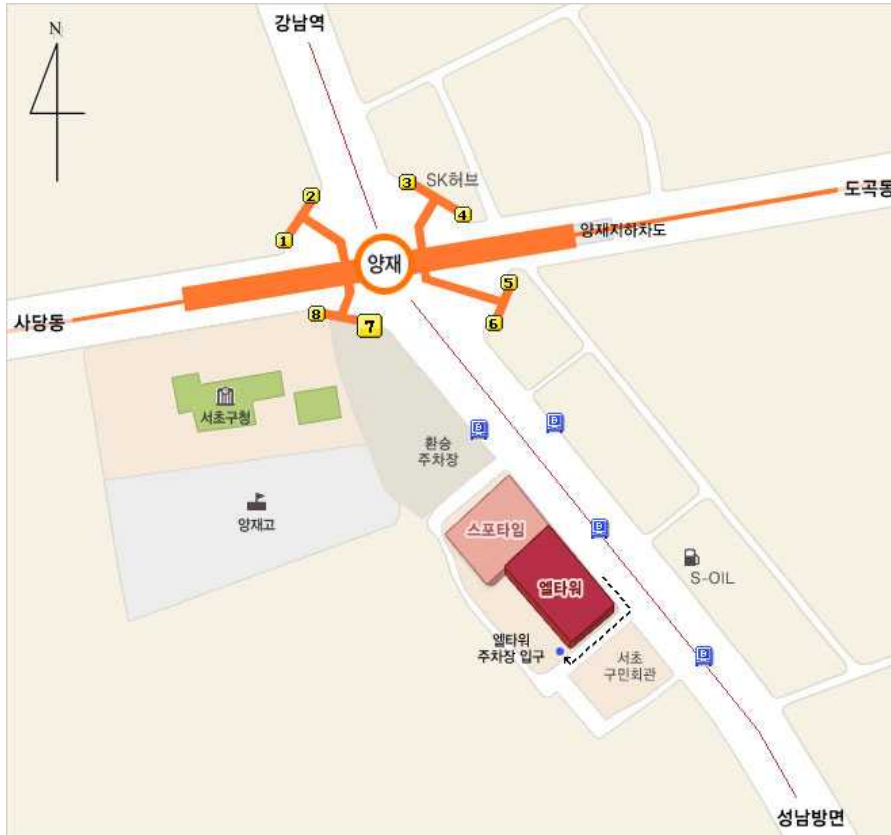 N
강남역
2
3
SK허브
4
도곡동
1
양재지하차도
양재
5
사당동
8
7
6
서초구청
B
B
환승
주차장
양재고
스포타임
B
엘타워
S-OIL
엘타워
주차장 입구
서초
구민회관
B
성남방면